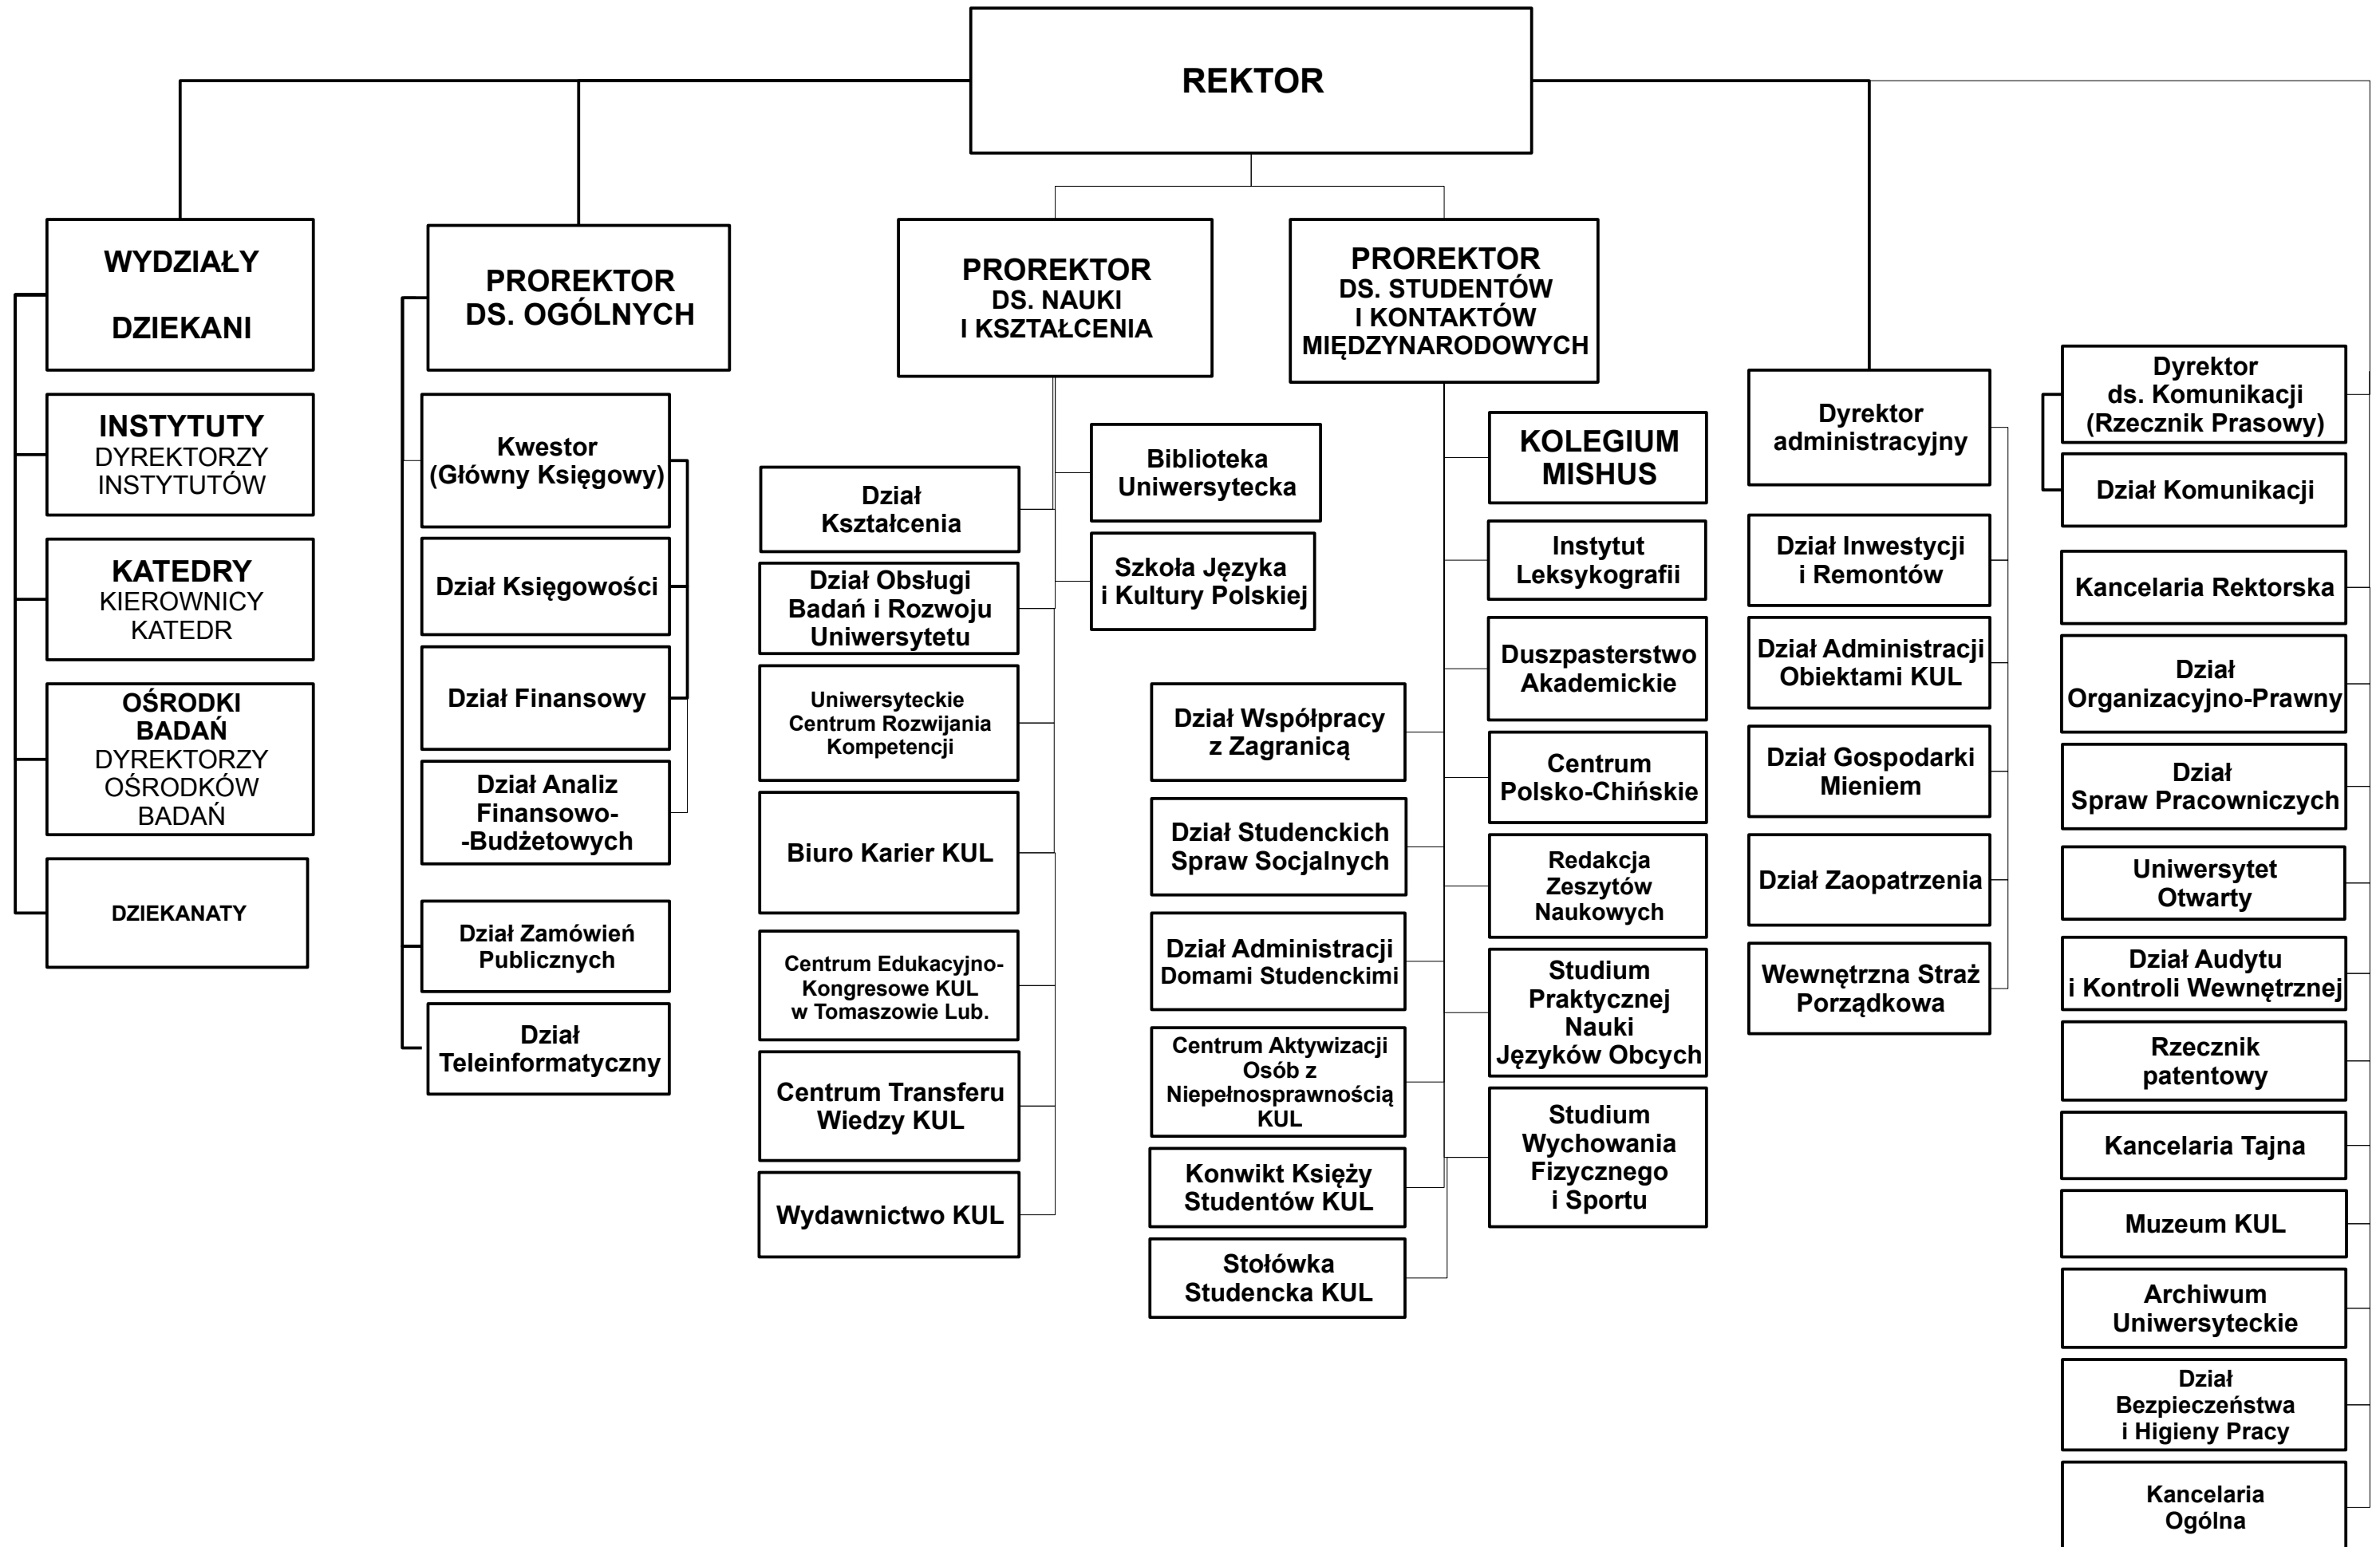 REKTOR
WYDZIAŁY
DZIEKANI
INSTYTUTY
DYREKTORZY
INSTYTUTÓW
KATEDRY
KIEROWNICY
KATEDR
OŚRODKI
BADAŃ
DYREKTORZY
OŚRODKÓW
BADAŃ
DZIEKANATY
PROREKTOR
DS. OGÓLNYCH
Kwestor
(Główny Księgowy)
Dział Księgowości
Dział Finansowy
Dział Analiz
Finansowo-
-Budżetowych
Dział Zamówień
Publicznych
Dział
Teleinformatyczny
PROREKTOR
DS. NAUKI
I KSZTAŁCENIA
Dział
Kształcenia
Dział Obsługi
Badań i Rozwoju
Uniwersytetu
Uniwersyteckie
Centrum Rozwijania
Kompetencji
Biuro Karier KUL
Centrum Edukacyjno-
Kongresowe KUL
w Tomaszowie Lub.
Centrum Transferu
Wiedzy KUL
Wydawnictwo KUL
Biblioteka
Uniwersytecka
Szkoła Języka
i Kultury Polskiej
PROREKTOR
DS. STUDENTÓW
I KONTAKTÓW
MIĘDZYNARODOWYCH
Dział Współpracy
z Zagranicą
Dział Studenckich
Spraw Socjalnych
Dział Administracji
Domami Studenckimi
Centrum Aktywizacji
Osób z
Niepełnosprawnością
KUL
Konwikt Księży
Studentów KUL
Stołówka
Studencka KUL
KOLEGIUM
MISHUS
Instytut
Leksykografii
Duszpasterstwo
Akademickie
Centrum
Polsko-Chińskie
Redakcja
Zeszytów
Naukowych
Studium
Praktycznej
Nauki
Języków Obcych
Studium
Wychowania
Fizycznego
i Sportu
Dyrektor
administracyjny
Dział Inwestycji
i Remontów
Dział Administracji
Obiektami KUL
Dział Gospodarki
Mieniem
Dział Zaopatrzenia
Wewnętrzna Straż
Porządkowa
Dyrektor
ds. Komunikacji
(Rzecznik Prasowy)
Dział Komunikacji
Kancelaria Rektorska
Dział
Organizacyjno-Prawny
Dział
Spraw Pracowniczych
Uniwersytet
Otwarty
Dział Audytu
i Kontroli Wewnętrznej
Rzecznik
patentowy
Kancelaria Tajna
Muzeum KUL
Archiwum
Uniwersyteckie
Dział
Bezpieczeństwa
i Higieny Pracy
Kancelaria
Ogólna